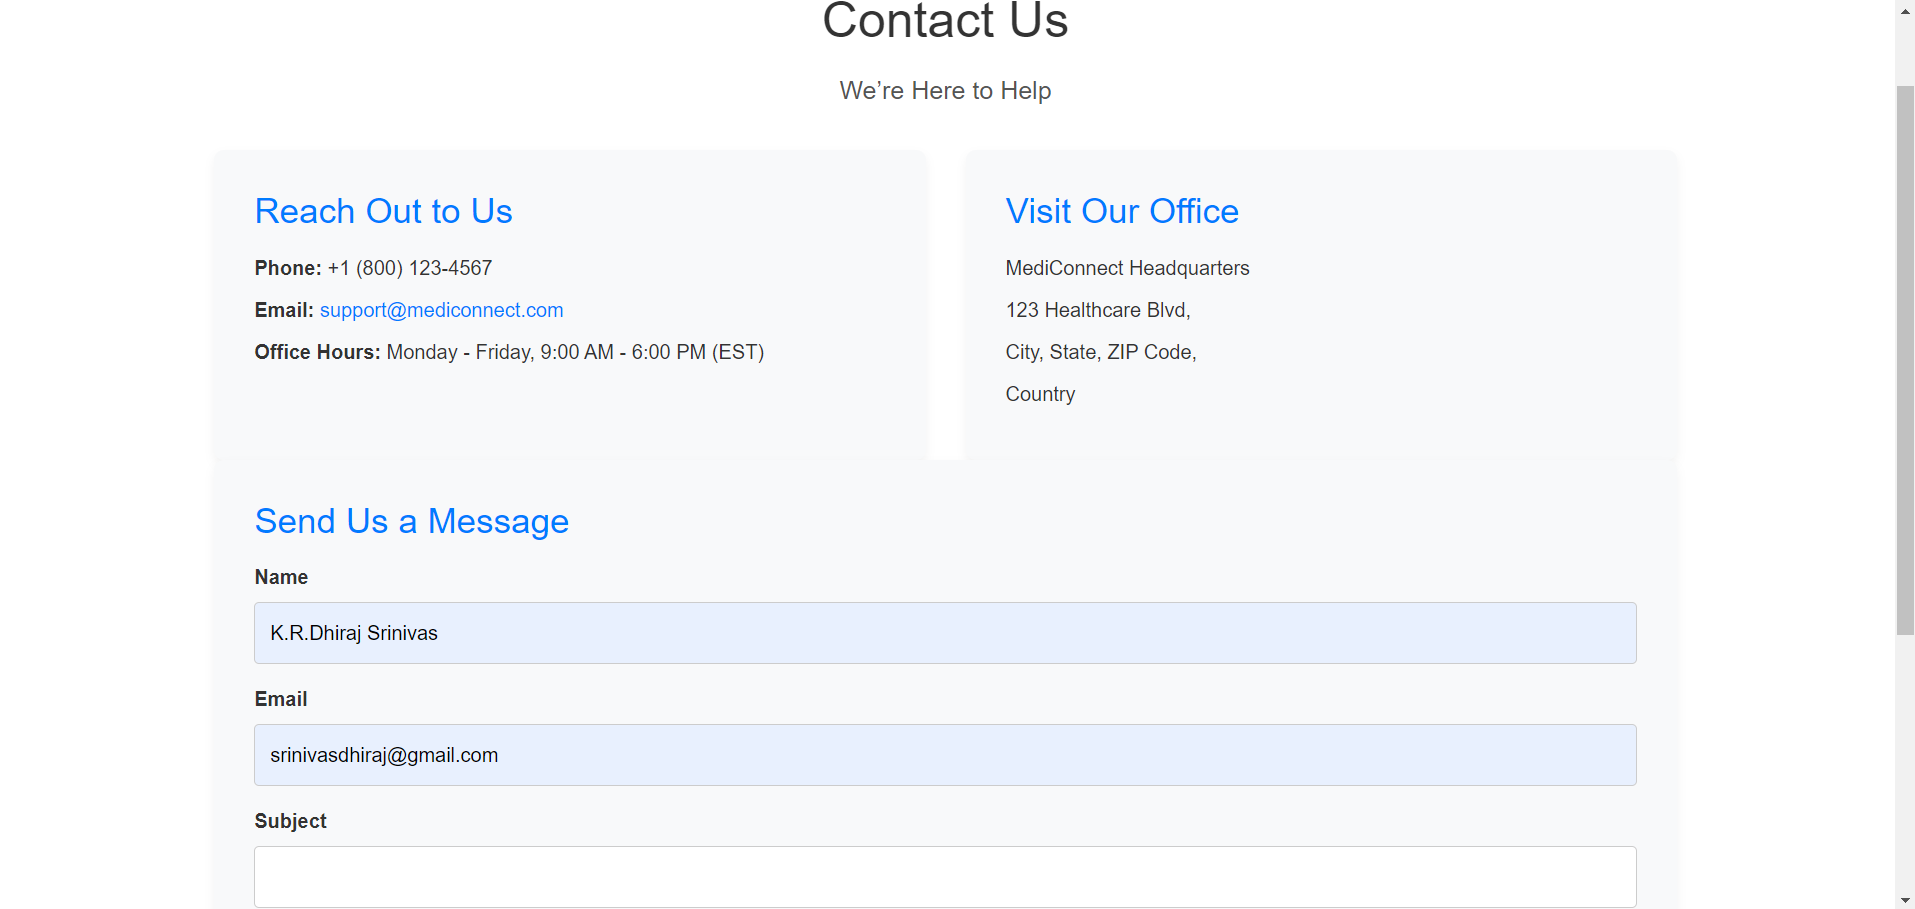 Contact Us
We’re Here to Help
Reach Out to Us
Phone: +1 (800) 123-4567
Email: support@mediconnect.com
Office Hours: Monday - Friday, 9:00 AM - 6:00 PM (EST)
Visit Our Office
MediConnect Headquarters
123 Healthcare Blvd,
City, State, ZIP Code,
Country
Send Us a Message
Name
K.R.Dhiraj Srinivas
Email
srinivasdhiraj@gmail.com
Subject